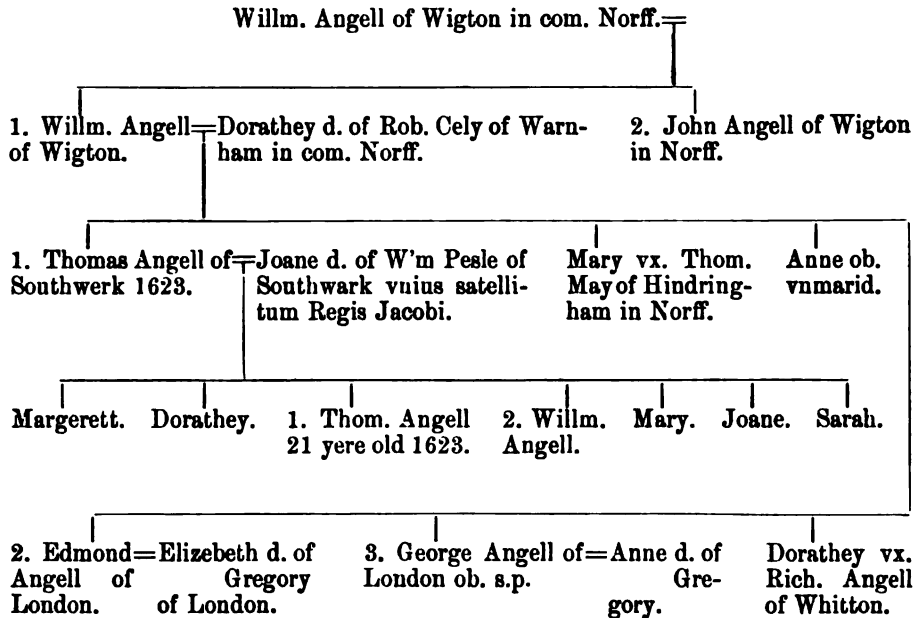 Willm. Angell of Wigton in com. Norff.
1. Willm. Angell
of Wigton.
Dorathey d. of Rob. Cely of Warn-
ham in com. Norff.
2. John Angell of Wigton
in Norff.
1. Thomas Angell of
Southwerk 1623.
Joane d. of W'm Pesle of
Southwark vnius satelli-
tum Regis Jacobi.
Mary vx. Thom.
May of Hindring-
ham in Norff.
Anne ob.
vnmarid.
Margerett.
Dorathey.
1. Thom. Angell
21 yere old 1623.
2. Willm.
Angell.
Mary.
Joane.
Sarah.
2. Edmond
Angell of
London.
Elizebeth d. of
Gregory
of London.
3. George Angell of
London ob. s.p.
Anne d. of
Gre-
gory.
Dorathey vx.
Rich. Angell
of Whitton.